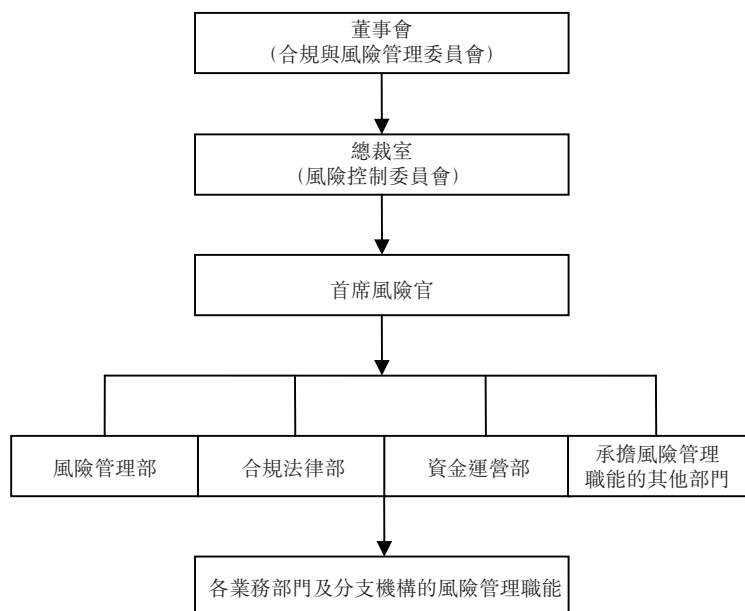 董事會
(合規與風險管理委員會)
總裁室
(風險控制委員會)
首席風險官
風險管理部
合規法律部
資金運營部
承擔風險管理
職能的其他部門
各業務部門及分支機構的風險管理職能